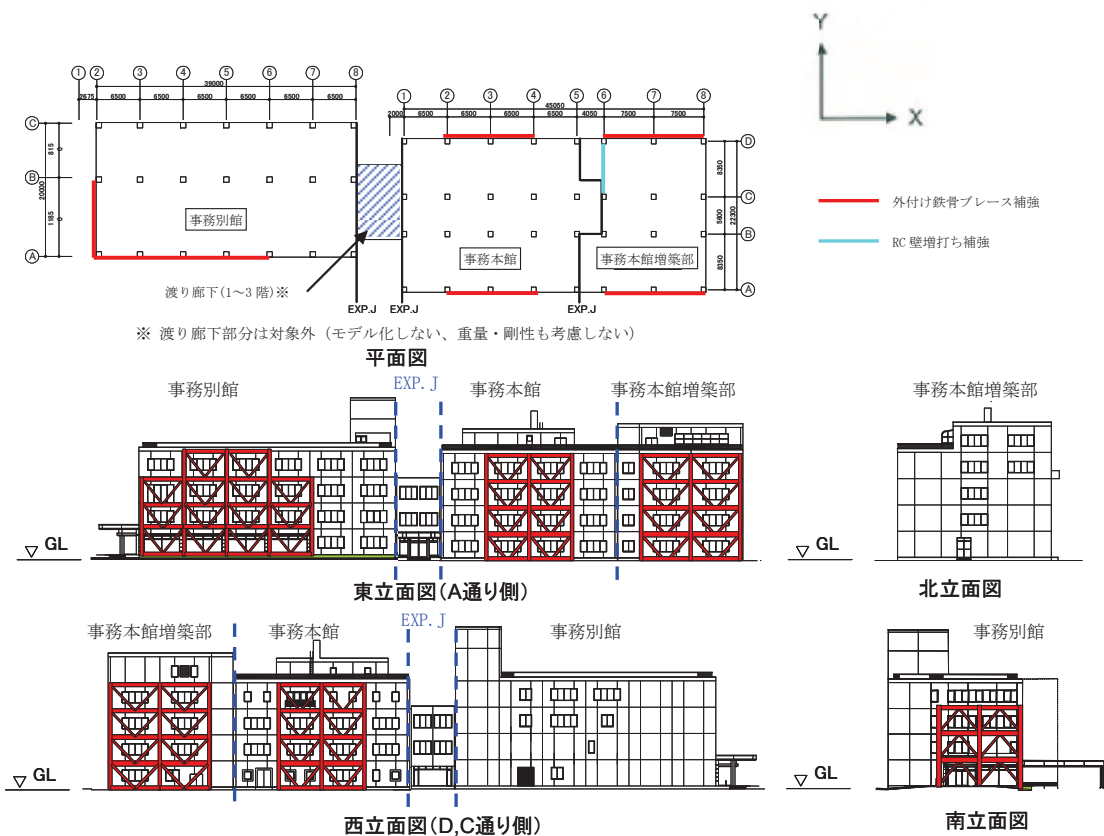 Y
X
① ② ③ ④ ⑤ ⑥ ⑦ ⑧
39000
2675 6500 6500 6500 6500 6500 6500
Ⓒ
Ⓑ
Ⓐ
815
0
20000
1185
0
事務別館
① ② ③ ④ ⑤ ⑥ ⑦ ⑧
45050
2000 6500 6500 6500 6500 4050 7500 7500
Ⓓ
Ⓒ
Ⓑ
Ⓐ
8350
5600
22300
8350
事務本館
事務本館増築部
外付け鉄骨ブレース補強
RC 壁増打ち補強
渡り廊下(1～3 階)※
EXP.J EXP.J EXP.J
※ 渡り廊下部分は対象外（モデル化しない、重量・剛性も考慮しない）
平面図
事務別館
EXP. J
事務本館
事務本館増築部
事務本館増築部
GL
GL
東立面図(A通り側)
北立面図
事務本館増築部
事務本館
EXP. J
事務別館
事務別館
GL
GL
西立面図(D,C通り側)
南立面図